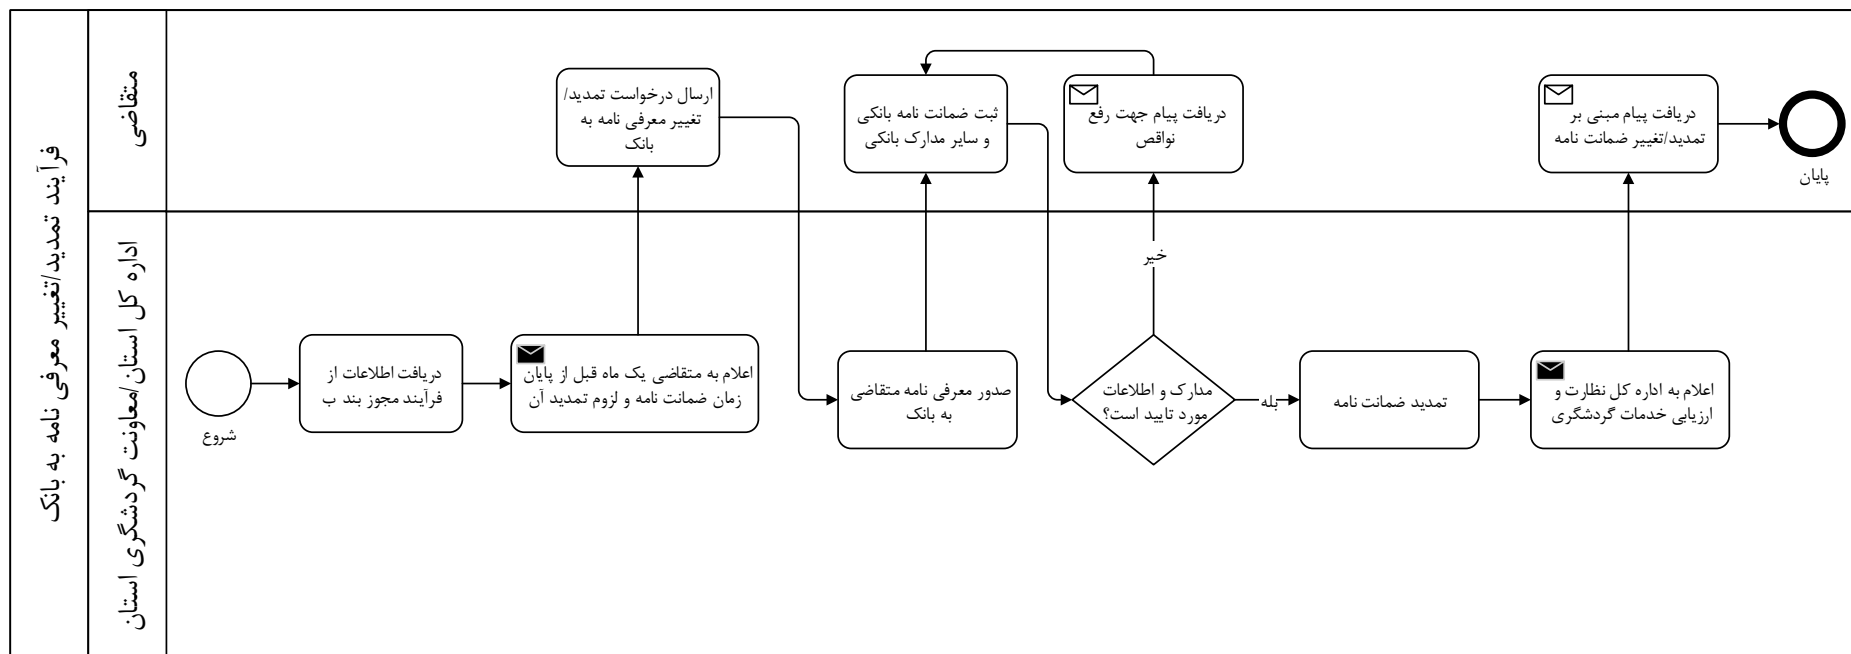 فرآیند تمدید/تغییر معرفی نامه به بانک
متقاضی
ارسال درخواست تمدید/
تغییر معرفی نامه به
بانک
ثبت ضمانت نامه بانکی
و سایر مدارک بانکی
دریافت پیام جهت رفع
نواقص
دریافت پیام مبنی بر
تمدید/تغییر ضمانت نامه
پایان
اداره کل استان/معاونت گردشگری استان
شروع
دریافت اطلاعات از
فرآیند مجوز بند ب
اعلام به متقاضی یک ماه قبل از پایان
زمان ضمانت نامه و لزوم تمدید آن
صدور معرفی نامه متقاضی
به بانک
مدارک و اطلاعات
مورد تایید است؟
خیر
بله
تمدید ضمانت نامه
اعلام به اداره کل نظارت و
ارزیابی خدمات گردشگری